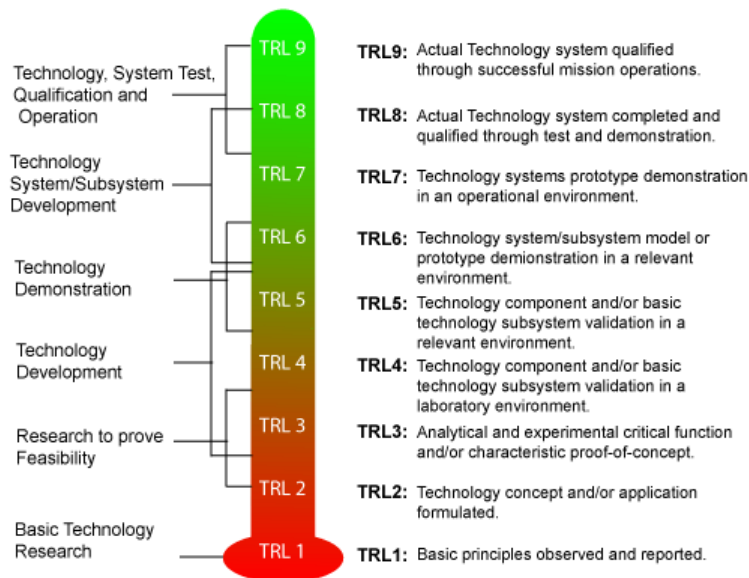 Technology, System Test,
Qualification and
Operation
Technology
System/Subsystem
Development
Technology
Demonstration
Technology
Development
Research to prove
Feasibility
Basic Technology
Research
TRL 9
TRL 8
TRL 7
TRL 6
TRL 5
TRL 4
TRL 3
TRL 2
TRL 1
TRL9: Actual Technology system qualified
through successful mission operations.
TRL8: Actual Technology system completed and
qualified through test and demonstration.
TRL7: Technology systems prototype demonstration
in an operational environment.
TRL6: Technology system/subsystem model or
prototype demionstration in a relevant
environment.
TRL5: Technology component and/or basic
technology subsystem validation in a
relevant environment.
TRL4: Technology component and/or basic
technology subsystem validation in a
laboratory environment.
TRL3: Analytical and experimental critical function
and/or characteristic proof-of-concept.
TRL2: Technology concept and/or application
formulated.
TRL1: Basic principles observed and reported.